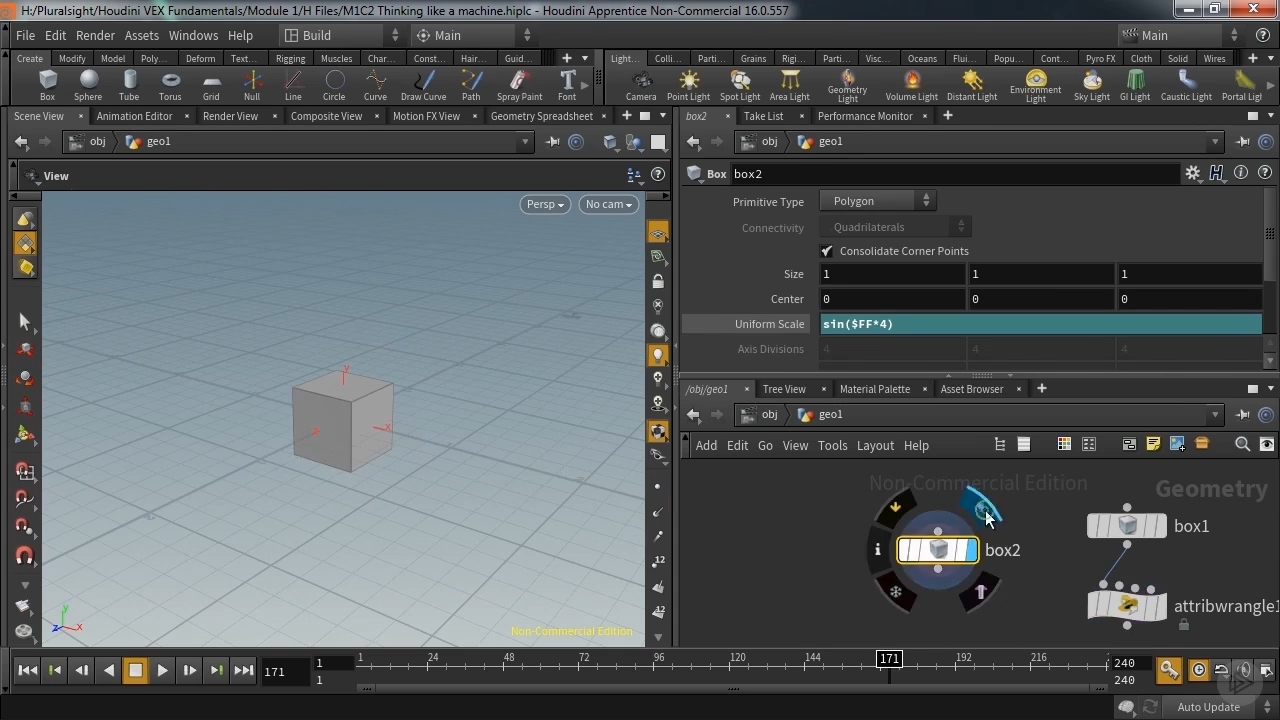 H:/Pluralsight/Houdini VEX Fundamentals/Module 1/H Files/M1C2 Thinking like a machine.hiplc - Houdini Apprentice Non-Commercial 16.0.557
File Edit Render Assets Windows Help Build Main Main
Create Modify Model Poly... Deform Text... Rigging Muscles Char... Const... Hair... Guid... Light... Colli... Parti... Grains Rigi... Parti... Visc... Oceans Flui... Popu... Cont... Pyro FX Cloth Solid Wires
Box Sphere Tube Torus Grid Null Line Circle Curve Draw Curve Path Spray Paint Font Camera Point Light Spot Light Area Light Geometry Light Volume Light Distant Light Environment Light Sky Light GI Light Caustic Light Portal Ligh
Scene View Animation Editor Render View Composite View Motion FX View Geometry Spreadsheet
obj geo1
View
Persp No cam
y
x
z
12
12
y
z x
Non-Commercial Edition
box2 Take List Performance Monitor
obj geo1
Box box2
Primitive Type Polygon
Connectivity Quadrilaterals
Consolidate Corner Points
Size 1 1 1
Center 0 0 0
Uniform Scale sin($FF*4)
Axis Divisions 4 4 4
/obj/geo1 Tree View Material Palette Asset Browser
obj geo1
Add Edit Go View Tools Layout Help
Non-Commercial Edition
Geometry
box1
box2
attribwrangle1
171 1 1 24 48 72 96 120 144 171 192 216 240
1 240
Auto Update